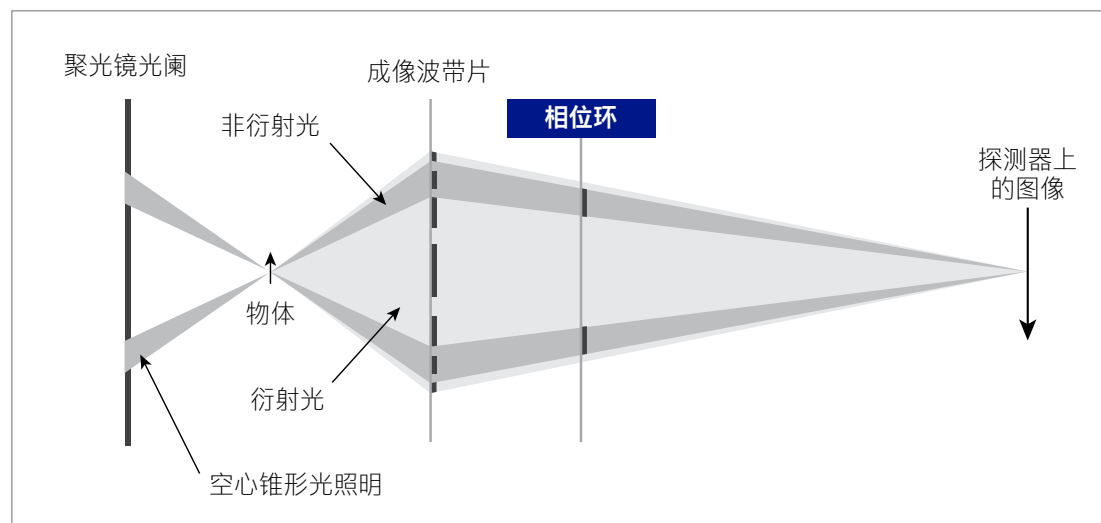 聚光镜光阑
成像波带片
非衍射光
相位环
探测器上
的图像
物体
衍射光
空心锥形光照明